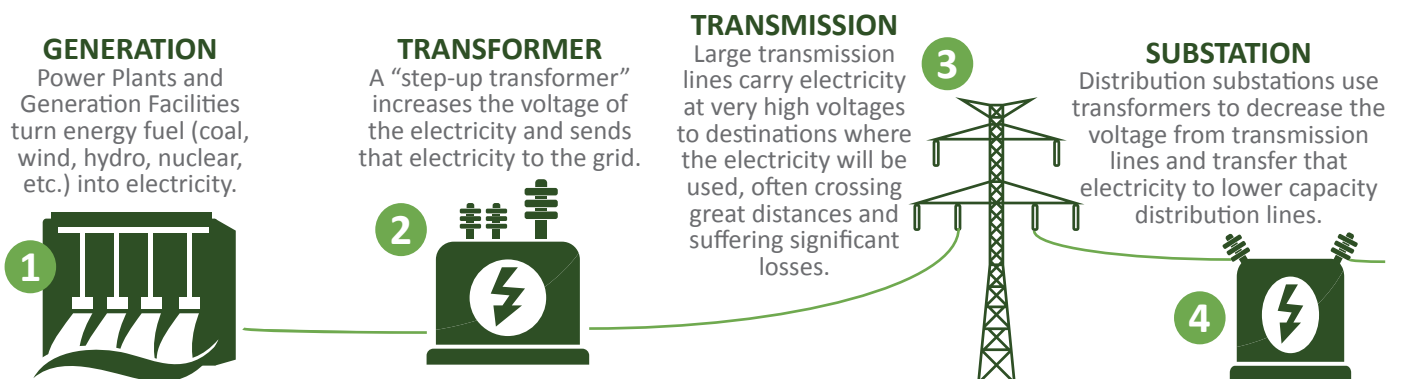 GENERATION
Power Plants and
Generation Facilities
turn energy fuel (coal,
wind, hydro, nuclear,
etc.) into electricity.
1
TRANSFORMER
A “step-up transformer”
increases the voltage of
the electricity and sends
that electricity to the grid.
2
TRANSMISSION
Large transmission
lines carry electricity
at very high voltages
to destinations where
the electricity will be
used, often crossing
great distances and
suffering significant
losses.
3
SUBSTATION
Distribution substations use
transformers to decrease the
voltage from transmission
lines and transfer that
electricity to lower capacity
distribution lines.
4